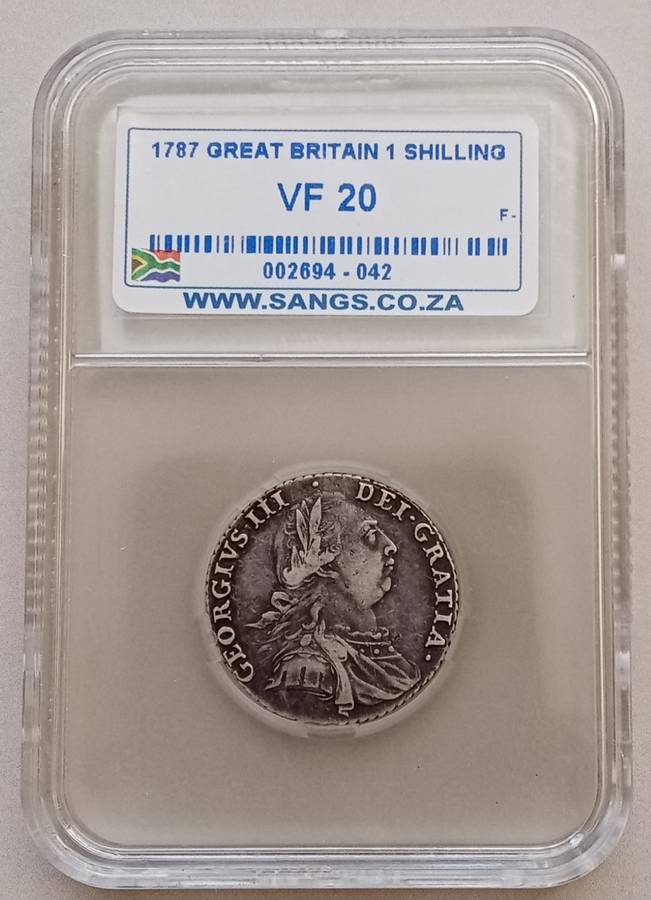 1787 GREAT BRITAIN 1 SHILLING
VF 20
F-
002694 - 042
WWW.SANGS.CO.ZA
GEORGIVS·III · DEI·GRATIA·